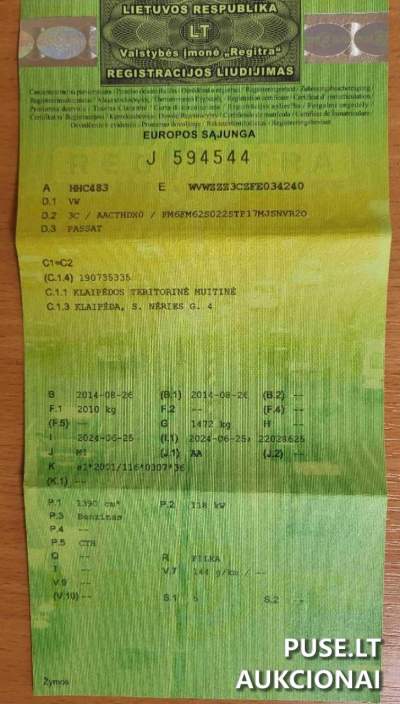 LIETUVOS RESPUBLIKA
LT
Valstybės įmonė „Regitra"
REGISTRACIJOS LIUDIJIMAS
EUROPOS SĄJUNGA
J 594544
A HHC483 E WVWZZZ3CZFE034240
D.1 VW
D.2 3C / AACTHDX0 / FM6FM62S022STF17MJSNVR2O
D.3 PASSAT
C1=C2
(C.1.4) 190735335
C.1.1 KLAIPĖDOS TERITORINĖ MUITINĖ
C.1.3 KLAIPĖDA, S. NĖRIES G. 4
B 2014-08-26 (B.1) 2014-08-26 (B.2) --
F.1 2010 kg F.2 -- (F.4) --
(F.5) -- G 1472 kg H --
I 2024-06-25 (I.1) 2024-06-25; 22028625
J M1 (J.1) AA (J.2) --
K e1*2001/116*0307*36
(K.1) --
P.1 1390 cm³ P.2 118 kW
P.3 Benzinas
P.4 --
P.5 CTH
Q -- R PILKA
T -- V.7 144 g/km / --
V.9 --
(V.10) -- S.1 5 S.2 --
Žymos
PUSE.LT
AUKCIONAI